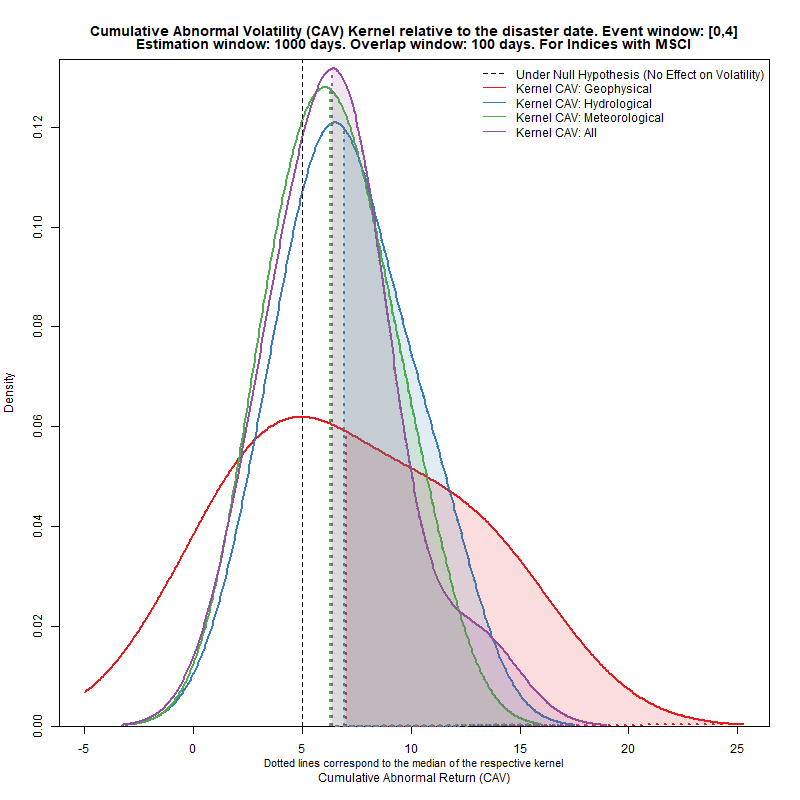 Cumulative Abnormal Volatility (CAV) Kernel relative to the disaster date. Event window: [0,4]
Estimation window: 1000 days. Overlap window: 100 days. For Indices with MSCI
Under Null Hypothesis (No Effect on Volatility)
Kernel CAV: Geophysical
Kernel CAV: Hydrological
Kernel CAV: Meteorological
Kernel CAV: All
Density
0.12
0.10
0.08
0.06
0.04
0.02
0.00
-5 0 5 10 15 20 25
Dotted lines correspond to the median of the respective kernel
Cumulative Abnormal Return (CAV)